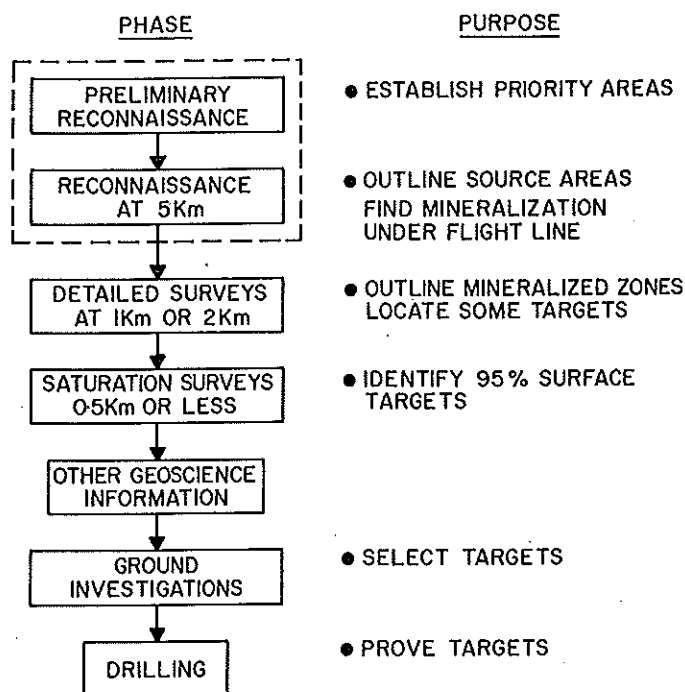 PHASE PURPOSE
PRELIMINARY
RECONNAISSANCE
• ESTABLISH PRIORITY AREAS
RECONNAISSANCE
AT 5Km
• OUTLINE SOURCE AREAS
FIND MINERALIZATION
UNDER FLIGHT LINE
DETAILED SURVEYS
AT 1Km OR 2Km
• OUTLINE MINERALIZED ZONES
LOCATE SOME TARGETS
SATURATION SURVEYS
0·5Km OR LESS
• IDENTIFY 95% SURFACE
TARGETS
OTHER GEOSCIENCE
INFORMATION
GROUND
INVESTIGATIONS
• SELECT TARGETS
DRILLING
• PROVE TARGETS